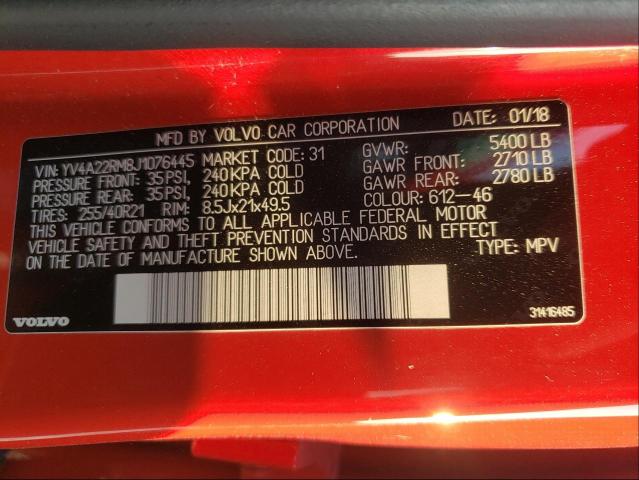 MFD BY VOLVO CAR CORPORATION DATE: 01/18
VIN: YV4A22RM8J1076445 MARKET CODE: 31 GVWR: 5400 LB
PRESSURE FRONT: 35 PSI, 240 KPA COLD GAWR FRONT: 2710 LB
PRESSURE REAR: 35 PSI, 240 KPA COLD GAWR REAR: 2780 LB
TIRES: 255/40R21 RIM: 8.5Jx21x49.5 COLOUR: 612-46
THIS VEHICLE CONFORMS TO ALL APPLICABLE FEDERAL MOTOR
VEHICLE SAFETY AND THEFT PREVENTION STANDARDS IN EFFECT
ON THE DATE OF MANUFACTURE SHOWN ABOVE. TYPE: MPV
VOLVO 31416485